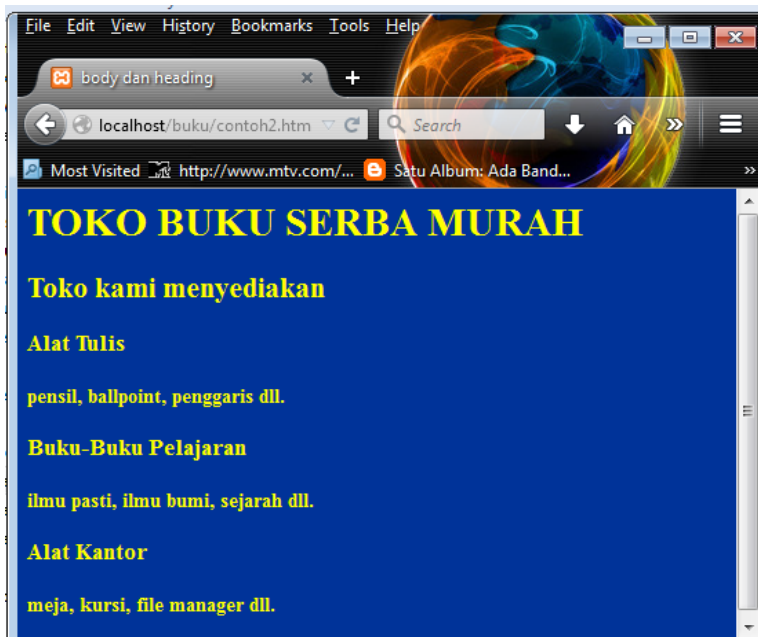 File Edit View History Bookmarks Tools Help
body dan heading
localhost/buku/contoh2.htm Search
Most Visited http://www.mtv.com/... Satu Album: Ada Band...
TOKO BUKU SERBA MURAH
Toko kami menyediakan
Alat Tulis
pensil, ballpoint, penggaris dll.
Buku-Buku Pelajaran
ilmu pasti, ilmu bumi, sejarah dll.
Alat Kantor
meja, kursi, file manager dll.